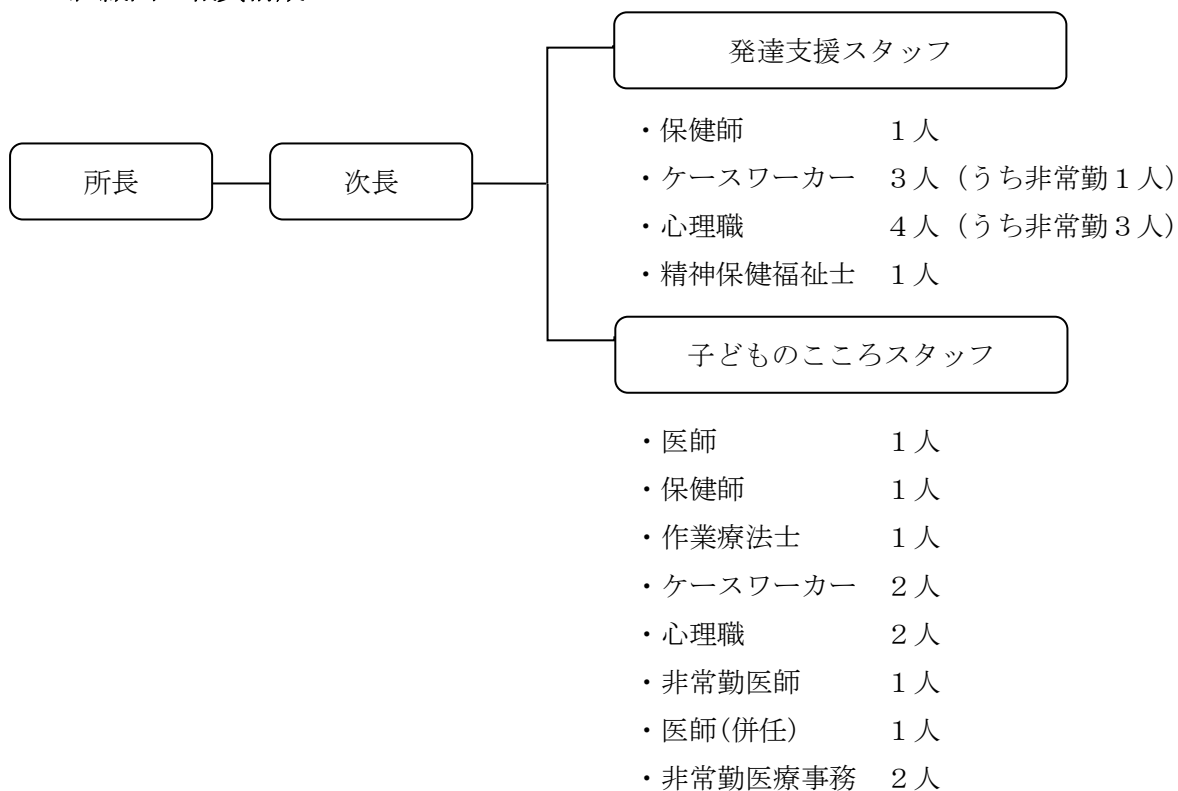 所長
次長
発達支援スタッフ
・保健師 １人
・ケースワーカー ３人（うち非常勤１人）
・心理職 ４人（うち非常勤３人）
・精神保健福祉士 １人
子どものこころスタッフ
・医師 １人
・保健師 １人
・作業療法士 １人
・ケースワーカー ２人
・心理職 ２人
・非常勤医師 １人
・医師(併任) １人
・非常勤医療事務 ２人